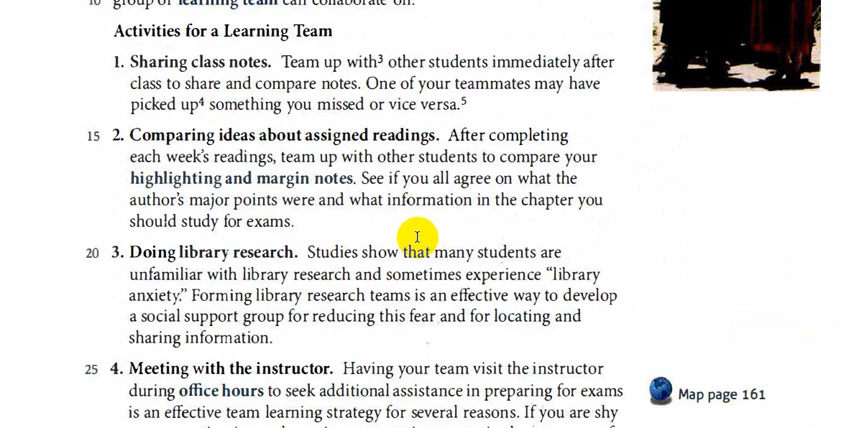 10 group or learning team can collaborate on.
Activities for a Learning Team
1. Sharing class notes. Team up with³ other students immediately after
class to share and compare notes. One of your teammates may have
picked up⁴ something you missed or vice versa.⁵
15 2. Comparing ideas about assigned readings. After completing
each week's readings, team up with other students to compare your
highlighting and margin notes. See if you all agree on what the
author's major points were and what information in the chapter you
should study for exams.
20 3. Doing library research. Studies show that many students are
unfamiliar with library research and sometimes experience “library
anxiety.” Forming library research teams is an effective way to develop
a social support group for reducing this fear and for locating and
sharing information.
25 4. Meeting with the instructor. Having your team visit the instructor
during office hours to seek additional assistance in preparing for exams
is an effective team learning strategy for several reasons. If you are shy
Map page 161